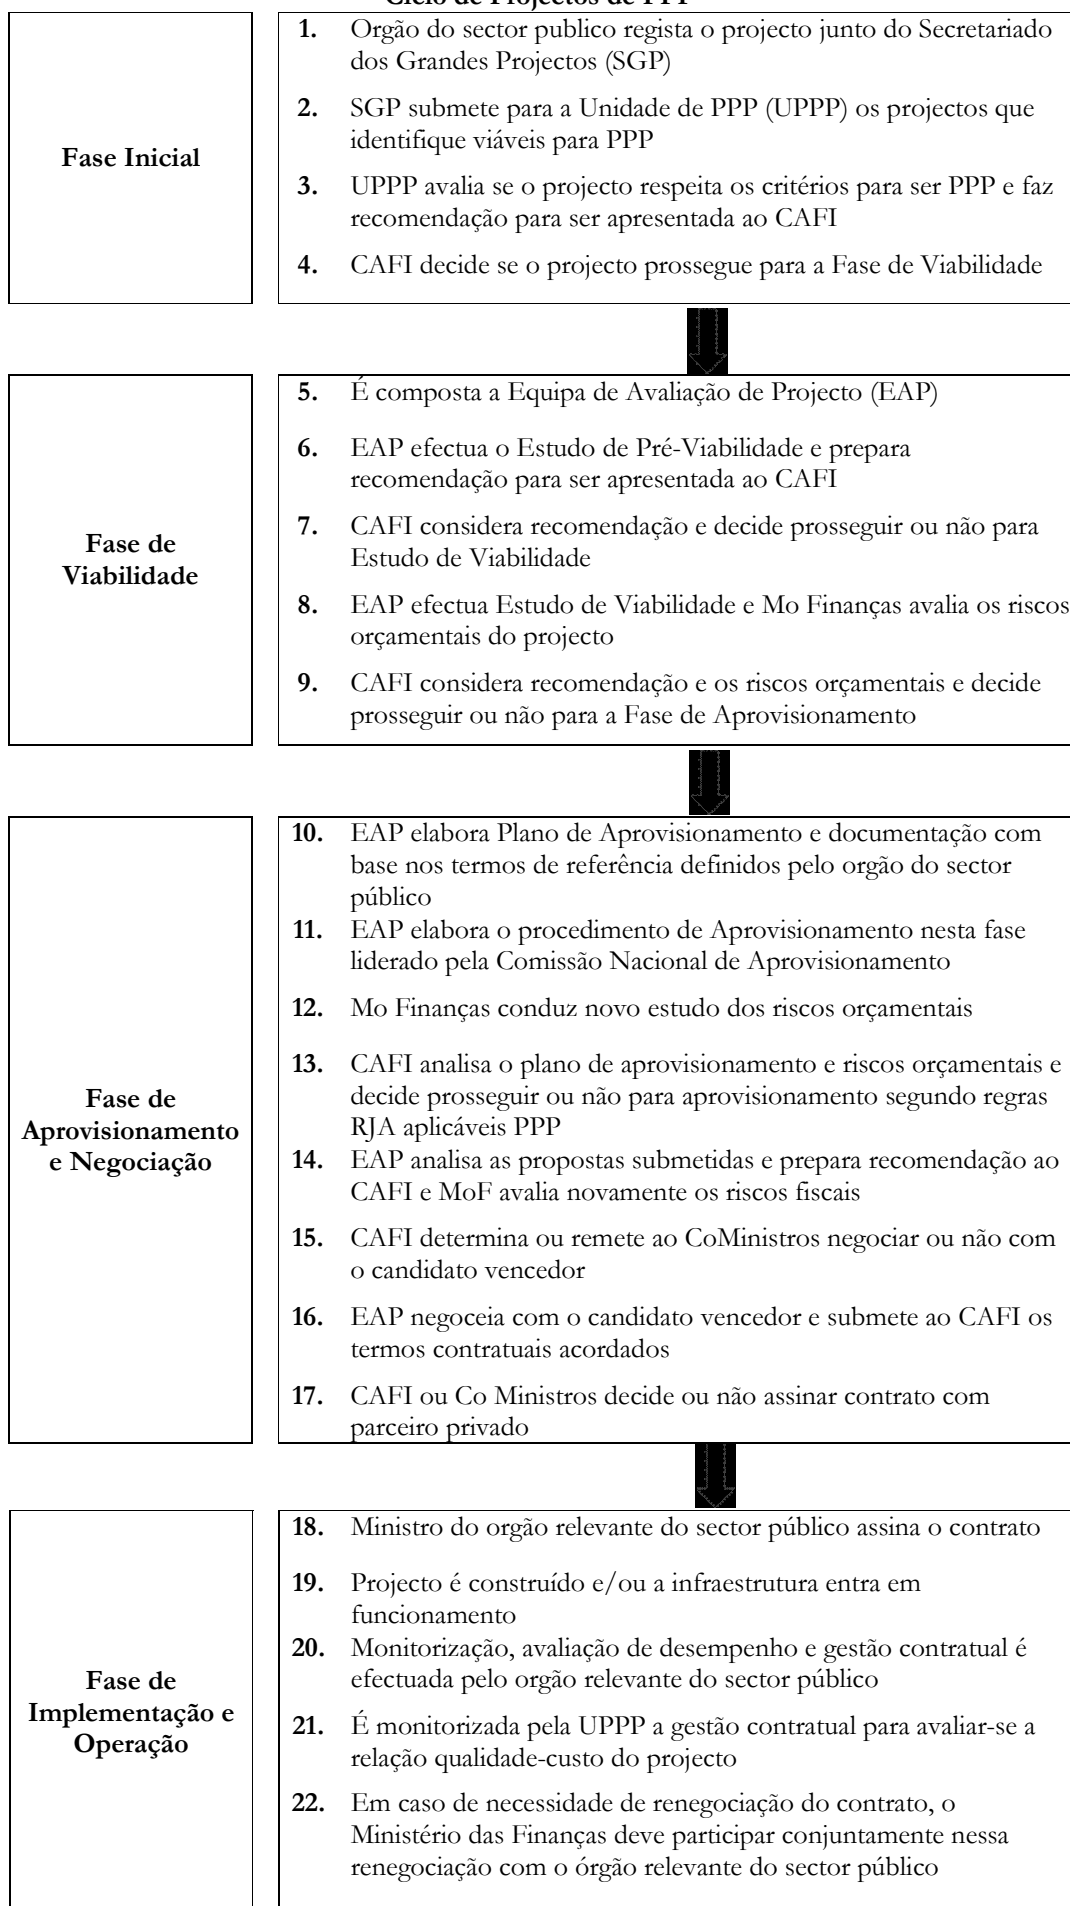 Ciclo de Projectos de PPP
Fase Inicial
1. Orgão do sector publico regista o projecto junto do Secretariado
dos Grandes Projectos (SGP)
2. SGP submete para a Unidade de PPP (UPPP) os projectos que
identifique viáveis para PPP
3. UPPP avalia se o projecto respeita os critérios para ser PPP e faz
recomendação para ser apresentada ao CAFI
4. CAFI decide se o projecto prossegue para a Fase de Viabilidade
Fase de
Viabilidade
5. É composta a Equipa de Avaliação de Projecto (EAP)
6. EAP efectua o Estudo de Pré-Viabilidade e prepara
recomendação para ser apresentada ao CAFI
7. CAFI considera recomendação e decide prosseguir ou não para
Estudo de Viabilidade
8. EAP efectua Estudo de Viabilidade e Mo Finanças avalia os riscos
orçamentais do projecto
9. CAFI considera recomendação e os riscos orçamentais e decide
prosseguir ou não para a Fase de Aprovisionamento
Fase de
Aprovisionamento
e Negociação
10. EAP elabora Plano de Aprovisionamento e documentação com
base nos termos de referência definidos pelo orgão do sector
público
11. EAP elabora o procedimento de Aprovisionamento nesta fase
liderado pela Comissão Nacional de Aprovisionamento
12. Mo Finanças conduz novo estudo dos riscos orçamentais
13. CAFI analisa o plano de aprovisionamento e riscos orçamentais e
decide prosseguir ou não para aprovisionamento segundo regras
RJA aplicáveis PPP
14. EAP analisa as propostas submetidas e prepara recomendação ao
CAFI e MoF avalia novamente os riscos fiscais
15. CAFI determina ou remete ao CoMinistros negociar ou não com
o candidato vencedor
16. EAP negoceia com o candidato vencedor e submete ao CAFI os
termos contratuais acordados
17. CAFI ou Co Ministros decide ou não assinar contrato com
parceiro privado
Fase de
Implementação e
Operação
18. Ministro do orgão relevante do sector público assina o contrato
19. Projecto é construído e/ou a infraestrutura entra em
funcionamento
20. Monitorização, avaliação de desempenho e gestão contratual é
efectuada pelo orgão relevante do sector público
21. É monitorizada pela UPPP a gestão contratual para avaliar-se a
relação qualidade-custo do projecto
22. Em caso de necessidade de renegociação do contrato, o
Ministério das Finanças deve participar conjuntamente nessa
renegociação com o órgão relevante do sector público